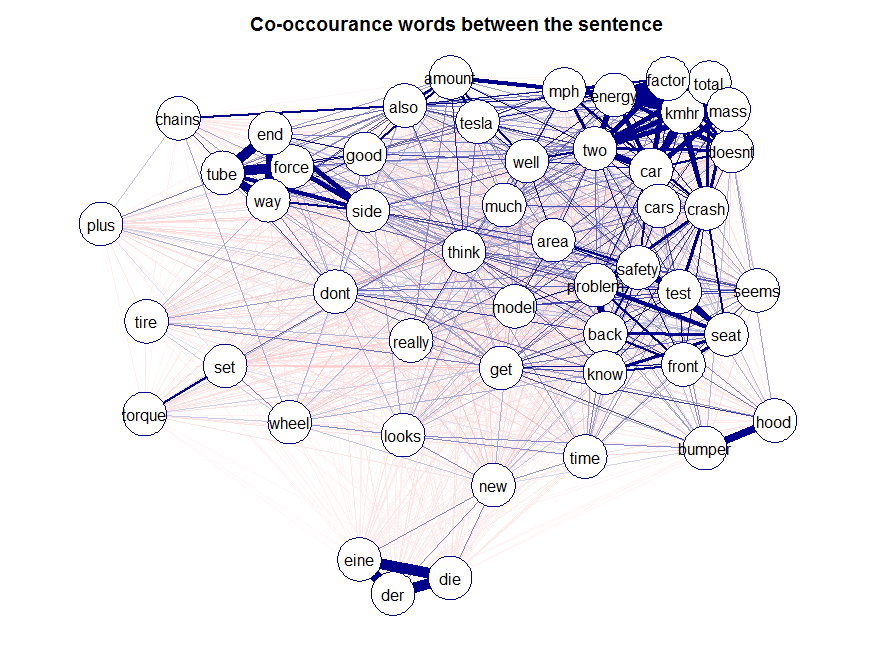 Co-occourance words between the sentence
amount
factor
total
mph
energy
kmhr
mass
chains
also
tesla
end
two
doesnt
good
well
tube
force
car
way
side
much
cars
crash
plus
think
area
safety
problem
test
seems
dont
model
tire
really
back
seat
set
get
know
front
torque
wheel
looks
hood
bumper
time
new
eine
die
der